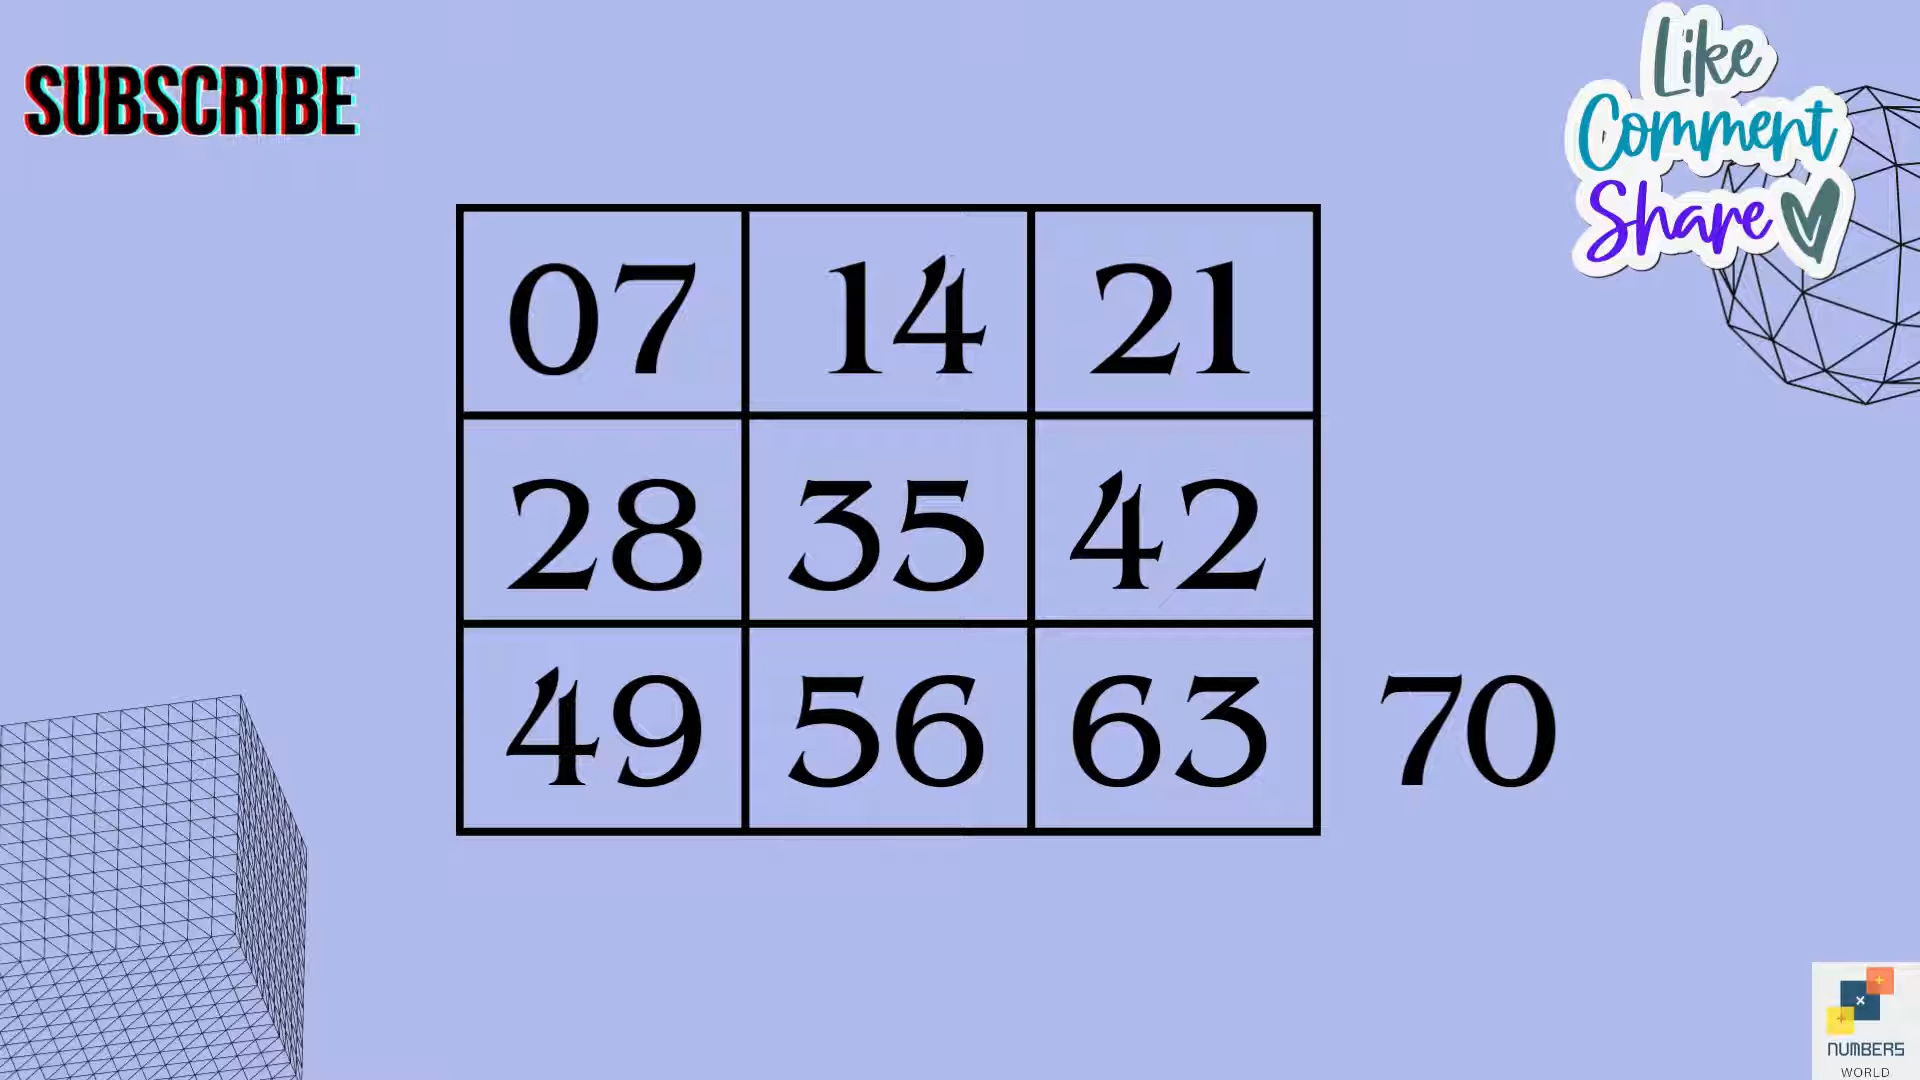 SUBSCRIBE
Like
Comment
Share
07 14 21
28 35 42
49 56 63 70
NUMBERS
WORLD